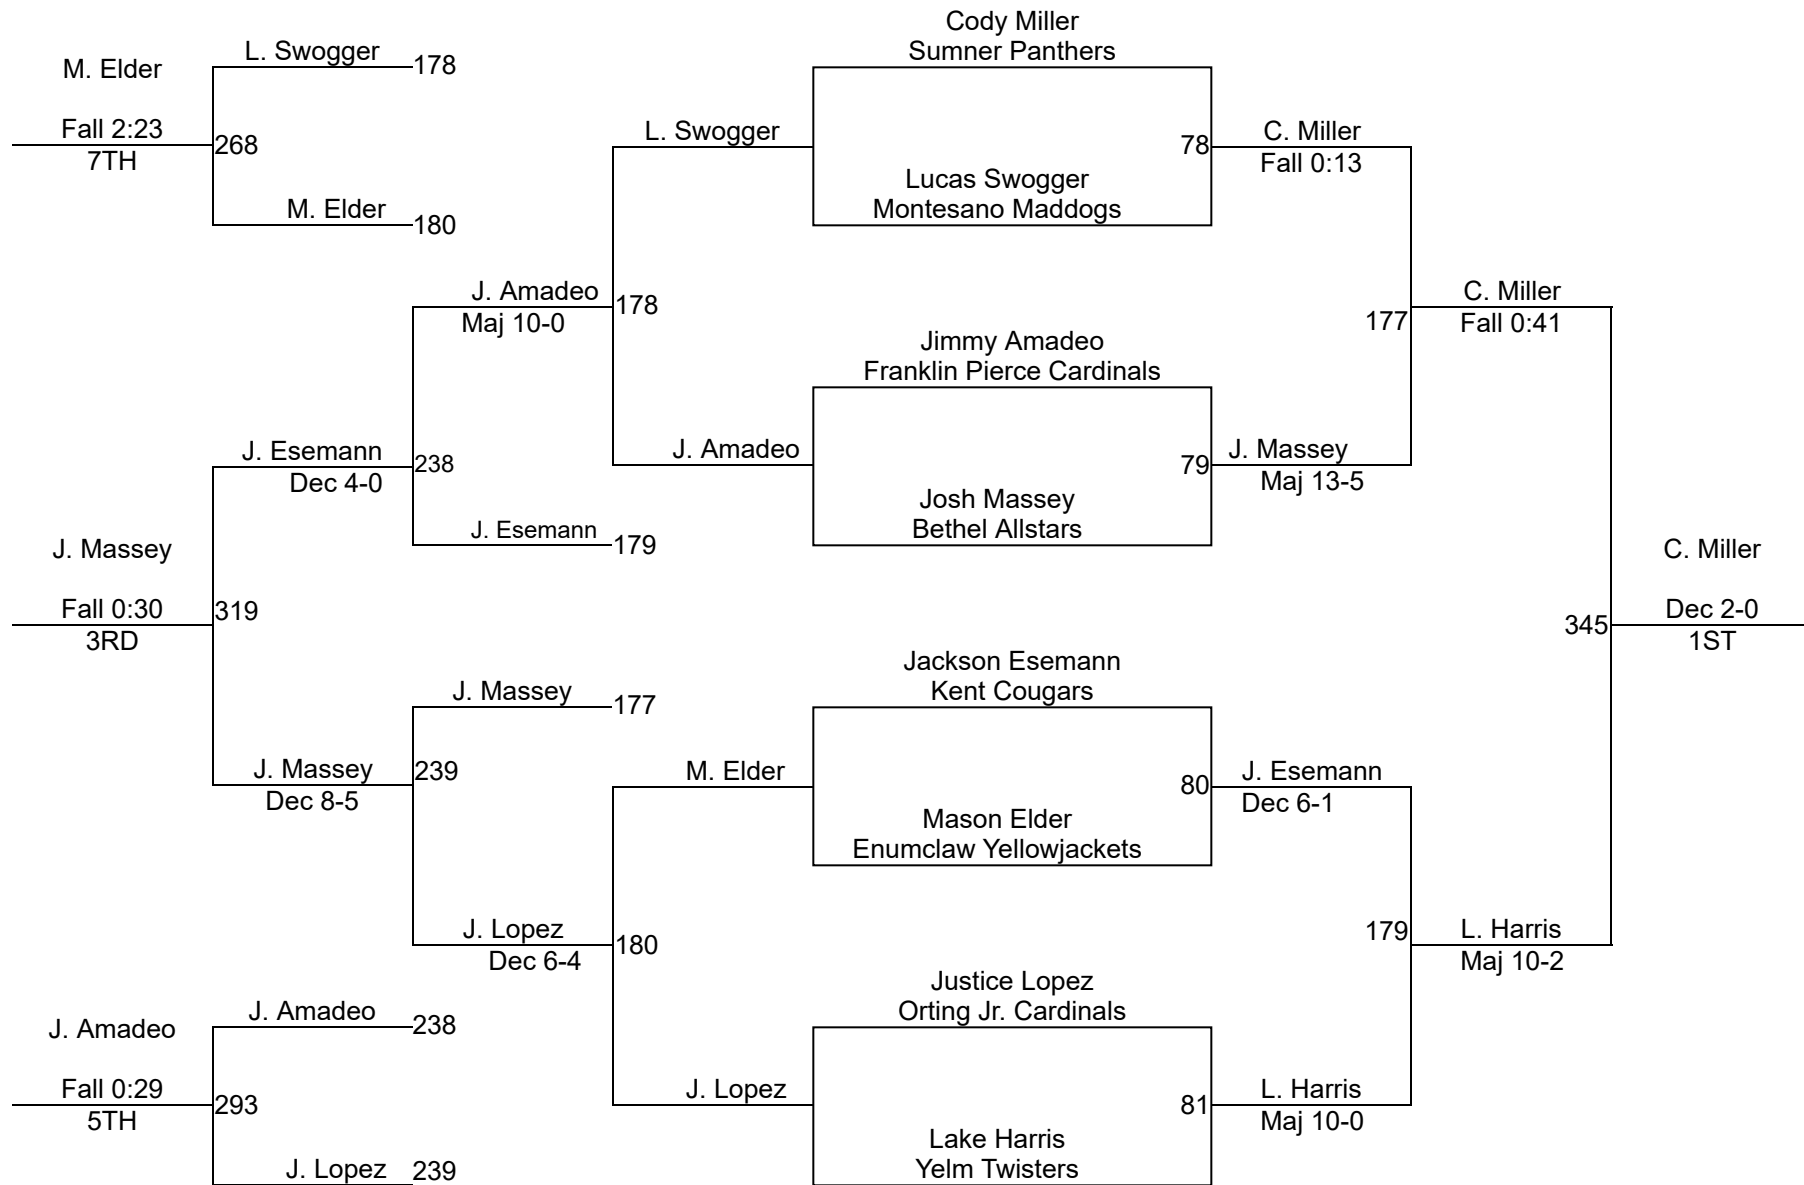 Cody Miller
Sumner Panthers
L. Swogger
178
M. Elder
Fall 2:23
268
7TH
L. Swogger
78
C. Miller
Fall 0:13
Lucas Swogger
Montesano Maddogs
M. Elder
180
J. Amadeo
178
Maj 10-0
C. Miller
177
Fall 0:41
Jimmy Amadeo
Franklin Pierce Cardinals
J. Esemann
238
Dec 4-0
J. Amadeo
79
J. Massey
Maj 13-5
Josh Massey
Bethel Allstars
J. Esemann
179
J. Massey
Fall 0:30
319
3RD
C. Miller
345
Dec 2-0
1ST
Jackson Esemann
Kent Cougars
J. Massey
177
J. Massey
239
Dec 8-5
M. Elder
80
J. Esemann
Dec 6-1
Mason Elder
Enumclaw Yellowjackets
J. Lopez
180
Dec 6-4
179
L. Harris
Maj 10-2
Justice Lopez
Orting Jr. Cardinals
J. Amadeo
238
J. Amadeo
Fall 0:29
293
5TH
J. Lopez
81
L. Harris
Maj 10-0
Lake Harris
Yelm Twisters
J. Lopez
239